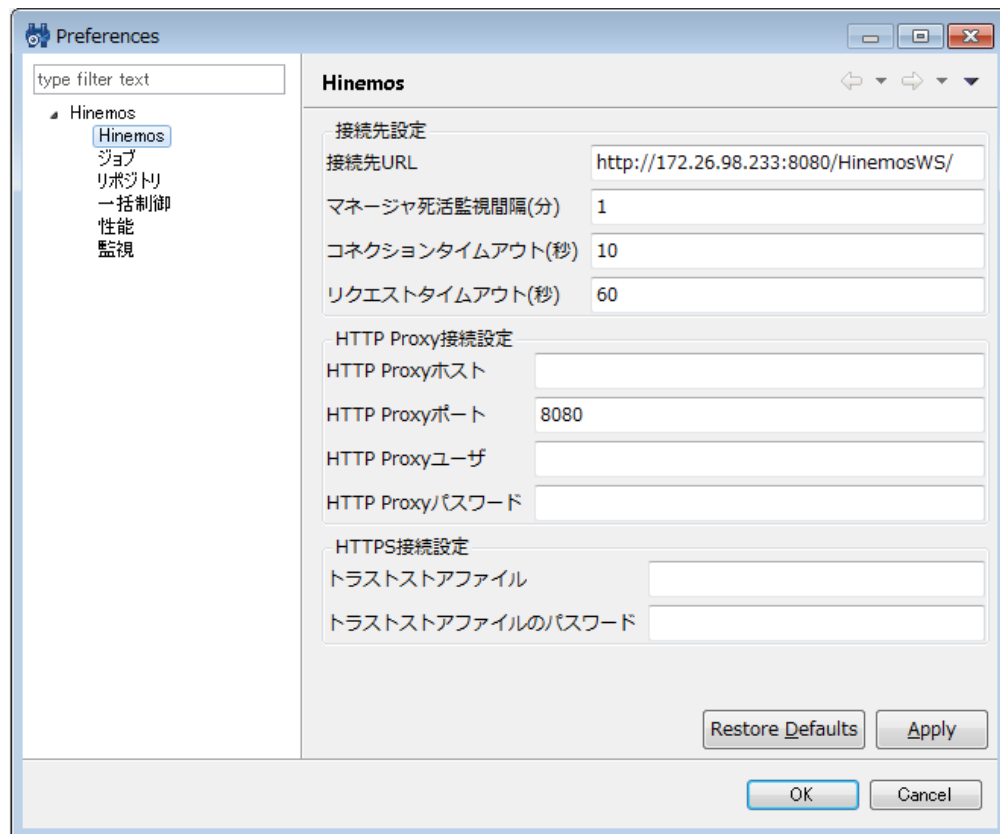 Preferences
type filter text
Hinemos
Hinemos
ジョブ
リポジトリ
一括制御
性能
監視
Hinemos
接続先設定
接続先URL http://172.26.98.233:8080/HinemosWS/
マネージャ死活監視間隔(分) 1
コネクションタイムアウト(秒) 10
リクエストタイムアウト(秒) 60
HTTP Proxy接続設定
HTTP Proxyホスト
HTTP Proxyポート 8080
HTTP Proxyユーザ
HTTP Proxyパスワード
HTTPS接続設定
トラストストアファイル
トラストストアファイルのパスワード
Restore Defaults Apply
OK Cancel